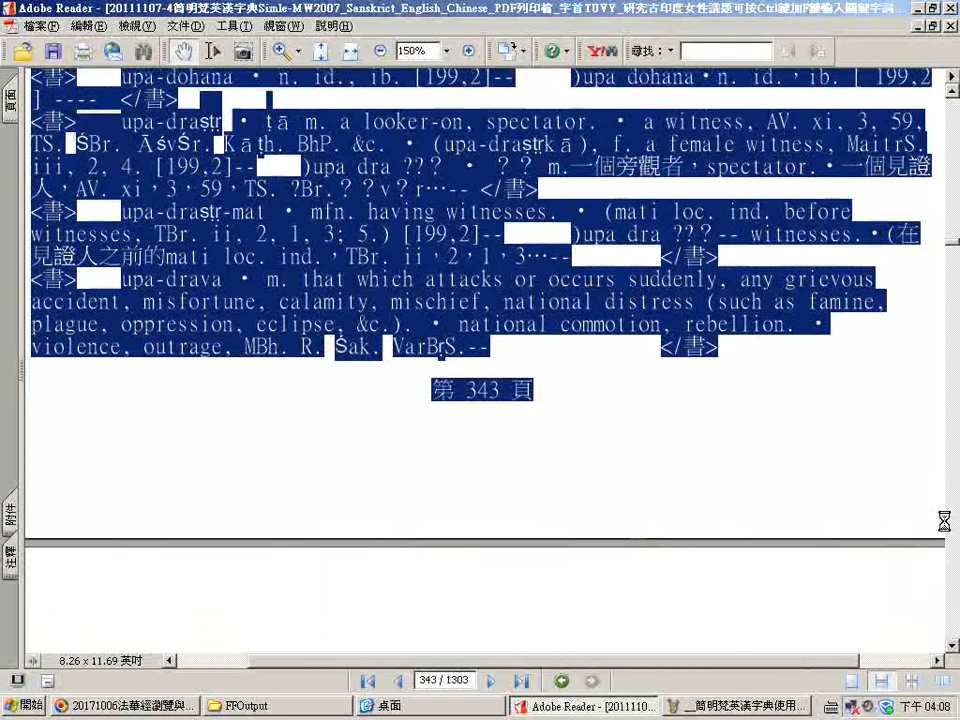 Adobe Reader - [20111107-4簡明梵英漢字典Simle-MW2007_Sanskrict_English_Chinese_PDF列印檔_字首TUVY_研究古印度女性議題可按Ctrl鍵加F鍵輸入關鍵字詞
檔案(F) 編輯(E) 檢視(V) 文件(D) 工具(T) 視窗(W) 說明(H)
150% 尋找：
頁面
<書> upa-dohana • n. id., ib. [199,2]-- )upa dohana•n. id.，ib. [ 199,2
] ---- </書>
<書> upa-draṣṭṛ • ṭā m. a looker-on, spectator. • a witness, AV. xi, 3, 59,
TS. ŚBr. ĀśvŚr. Kāṭh. BhP. &c. • (upa-draṣṭṛkā), f. a female witness, MaitrS.
iii, 2, 4. [199,2]-- )upa dra ??? • ?? m.一個旁觀者，spectator.•一個見證
人，AV. xi，3，59，TS. ?Br.??v?r…-- </書>
<書> upa-draṣṭṛ-mat • mfn. having witnesses. • (mati loc. ind. before
witnesses, TBr. ii, 2, 1, 3; 5.) [199,2]-- )upa dra ???-- witnesses.•(在
見證人之前的mati loc. ind.，TBr. ii，2，1，3…-- </書>
<書> upa-drava • m. that which attacks or occurs suddenly, any grievous
accident, misfortune, calamity, mischief, national distress (such as famine,
plague, oppression, eclipse, &c.). • national commotion, rebellion. •
violence, outrage, MBh. R. Śak. VarBṛS.-- </書>
第 343 頁
附件
注釋
8.26 x 11.69 英吋
343 / 1303
開始 20171006法華經瀏覽與... FFOutput 桌面 Adobe Reader - [2011110... __簡明梵英字典使用... 下午 04:08